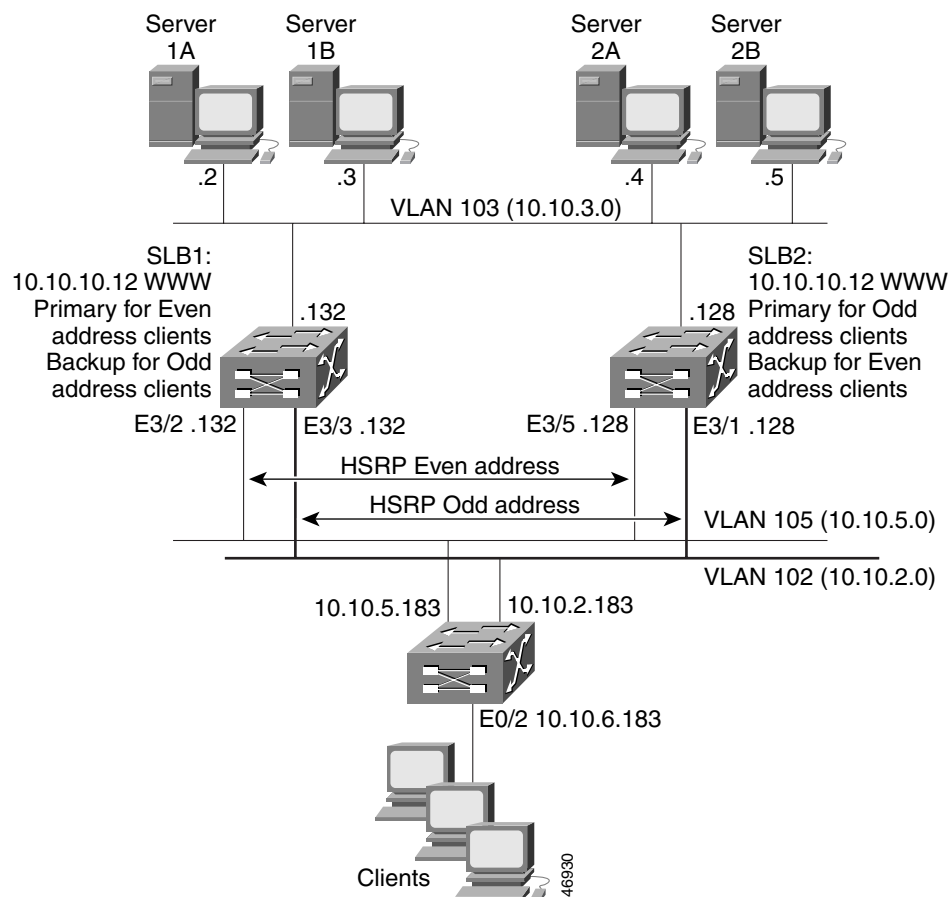 Server
1A
Server
1B
Server
2A
Server
2B
.2
.3
.4
.5
VLAN 103 (10.10.3.0)
SLB1:
10.10.10.12 WWW
Primary for Even
address clients
Backup for Odd
address clients
.132
.128
SLB2:
10.10.10.12 WWW
Primary for Odd
address clients
Backup for Even
address clients
E3/2 .132
E3/3 .132
E3/5 .128
E3/1 .128
HSRP Even address
HSRP Odd address
VLAN 105 (10.10.5.0)
VLAN 102 (10.10.2.0)
10.10.5.183
10.10.2.183
E0/2 10.10.6.183
Clients
46930